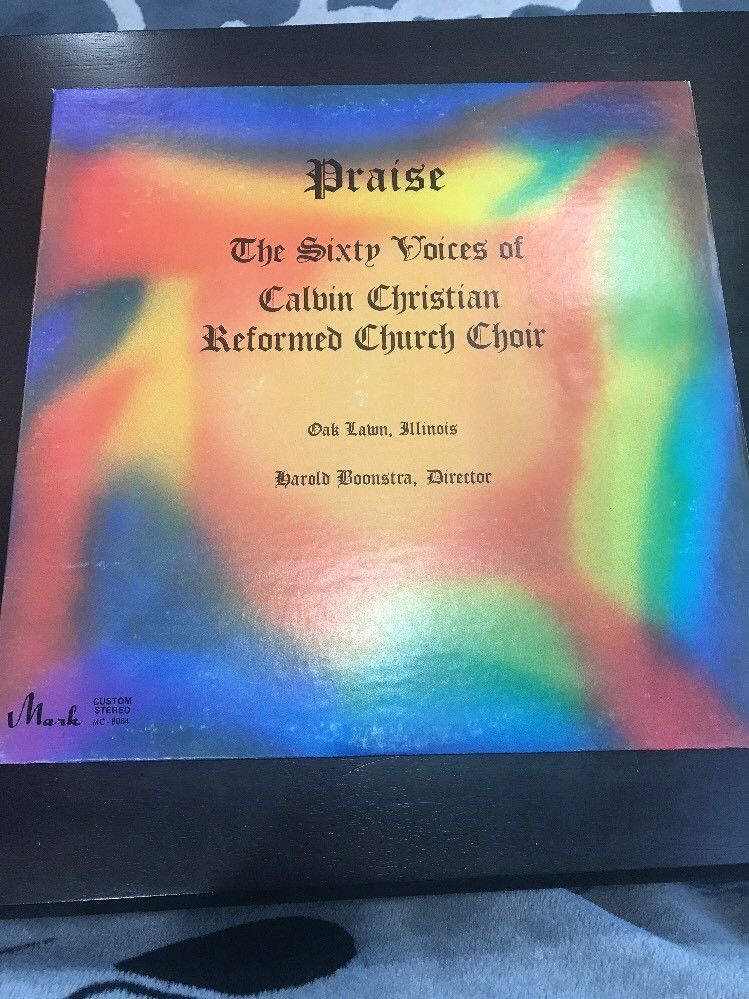 Praise
The Sixty Voices of
Calvin Christian
Reformed Church Choir
Oak Lawn, Illinois
Harold Boonstra, Director
Mark
CUSTOM
STEREO